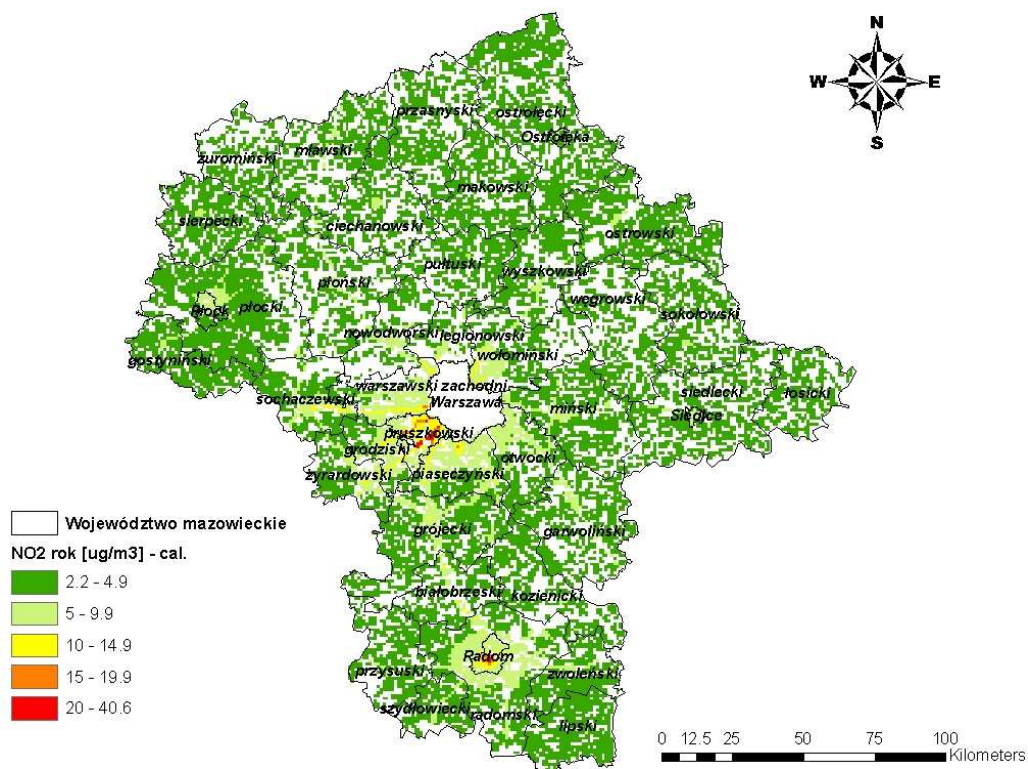 N
W E
S
przasnyski
ostrołęcki
Ostrołęka
żuromiński
mławski
makowski
sierpecki
ciechanowski
ostrowski
pułtuski
wyszkowski
płoński
węgrowski
Płock
płocki
sokołowski
nowodworski
legionowski
wołomiński
gostyniński
warszawski zachodni
siedlecki
łosicki
sochaczewski
Warszawa
miński
Siedlce
pruszkowski
grodziski
otwocki
żyrardowski
piaseczyński
grójecki
garwoliński
białobrzeski
kozienicki
Radom
przysuski
zwoleński
szydłowiecki
radomski
lipski
Województwo mazowieckie
NO2 rok [ug/m3] - cal.
2.2 - 4.9
5 - 9.9
10 - 14.9
15 - 19.9
20 - 40.6
0 12.5 25 50 75 100
Kilometers